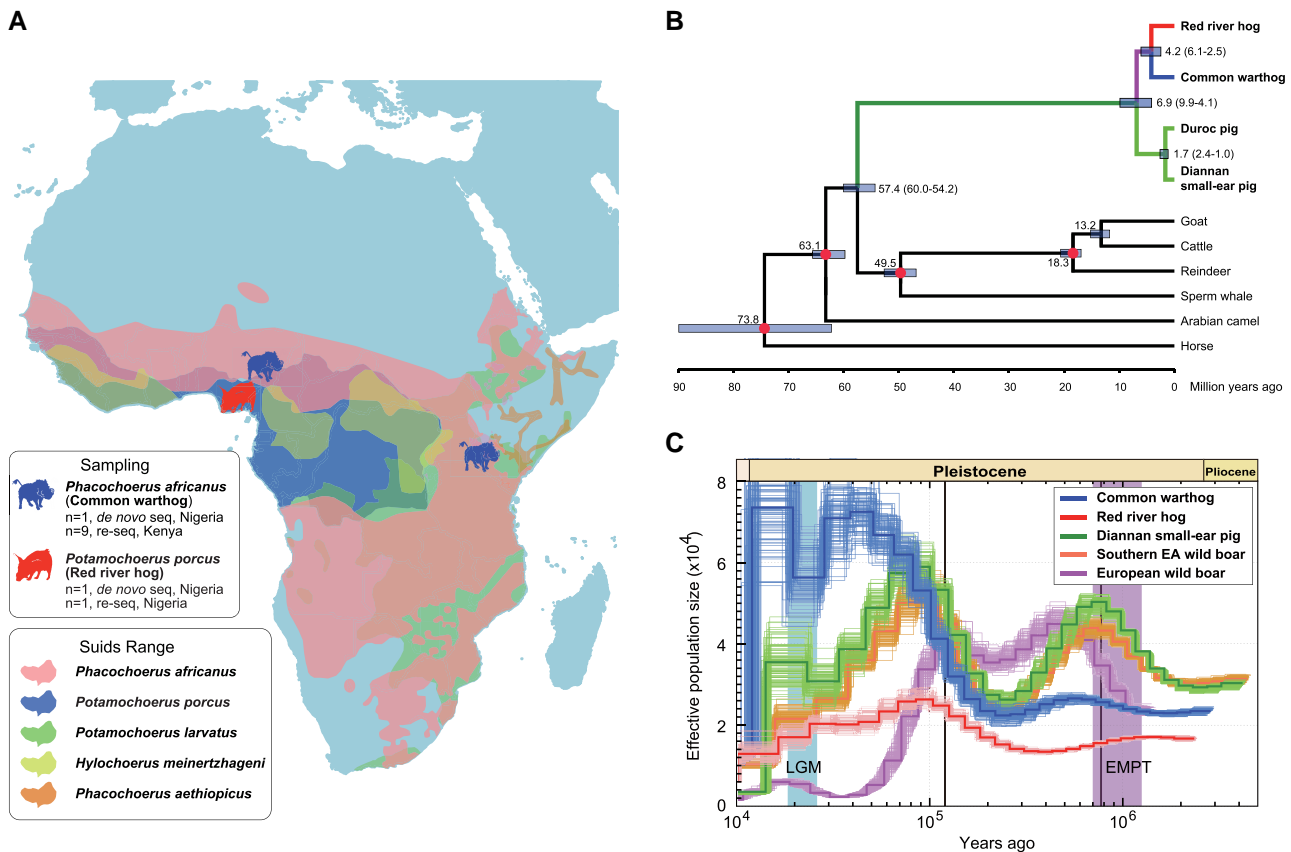 A
Sampling
Phacochoerus africanus
(Common warthog)
n=1, de novo seq, Nigeria
n=9, re-seq, Kenya
Potamochoerus porcus
(Red river hog)
n=1, de novo seq, Nigeria
n=1, re-seq, Nigeria
Suids Range
Phacochoerus africanus
Potamochoerus porcus
Potamochoerus larvatus
Hylochoerus meinertzhageni
Phacochoerus aethiopicus
B
Red river hog
4.2 (6.1-2.5)
Common warthog
6.9 (9.9-4.1)
Duroc pig
1.7 (2.4-1.0)
Diannan
small-ear pig
57.4 (60.0-54.2)
Goat
13.2
Cattle
63.1
49.5
18.3
Reindeer
Sperm whale
Arabian camel
73.8
Horse
90 80 70 60 50 40 30 20 10 0 Million years ago
C
Pleistocene Pliocene
8
6
4
2
0
Effective population size (x10⁴)
Common warthog
Red river hog
Diannan small-ear pig
Southern EA wild boar
European wild boar
LGM EMPT
10⁴ 10⁵ 10⁶
Years ago